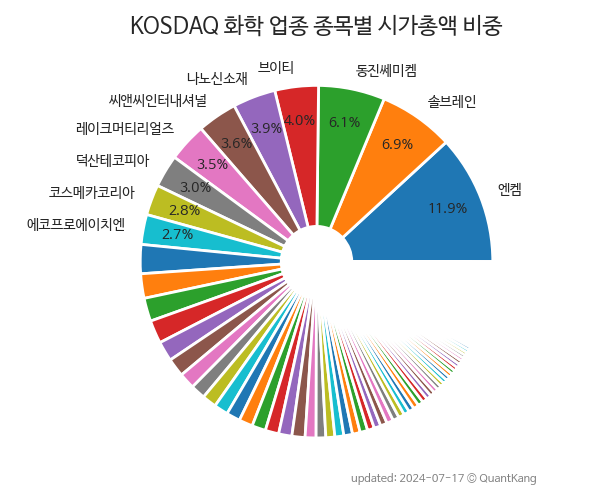 KOSDAQ 화학 업종 종목별 시가총액 비중
엔켐
11.9%
솔브레인
6.9%
동진쎄미켐
6.1%
브이티
4.0%
나노신소재
3.9%
씨앤씨인터내셔널
3.6%
레이크머티리얼즈
3.5%
덕산테코피아
3.0%
코스메카코리아
2.8%
에코프로에이치엔
2.7%
updated: 2024-07-17 © QuantKang